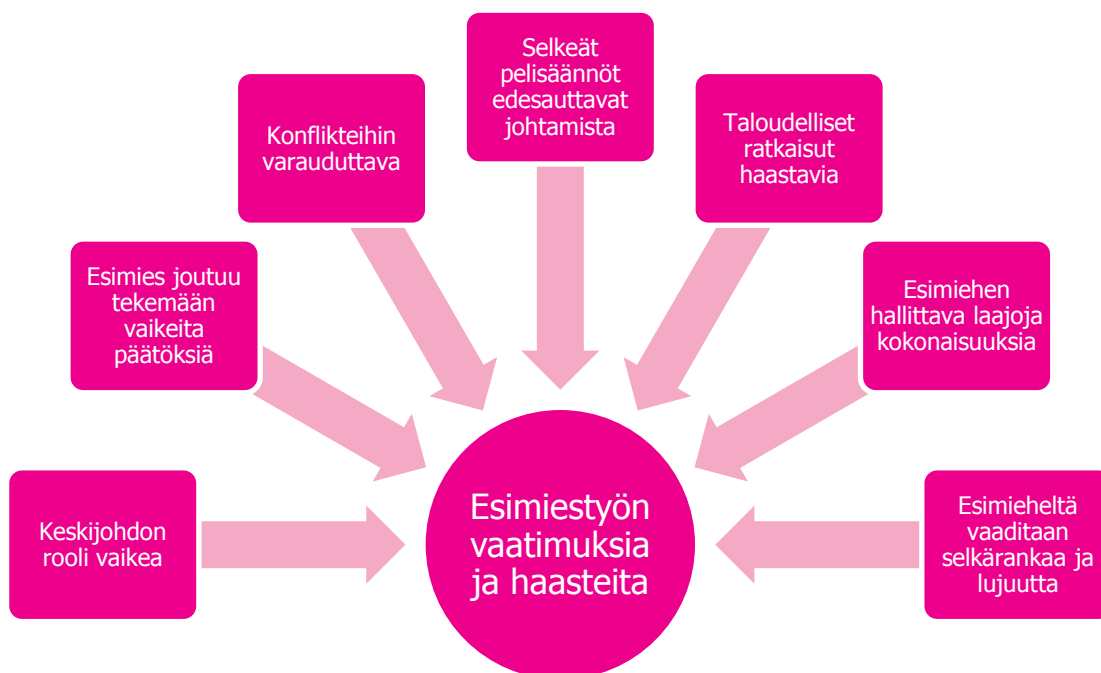 Selkeät
pelisäännöt
edesauttavat
johtamista
Konflikteihin
varauduttava
Taloudelliset
ratkaisut
haastavia
Esimies joutuu
tekemään
vaikeita
päätöksiä
Esimiehen
hallittava laajoja
kokonaisuuksia
Keskijohdon
rooli vaikea
Esimiestyön
vaatimuksia
ja haasteita
Esimieheltä
vaaditaan
selkärankaa ja
lujuutta